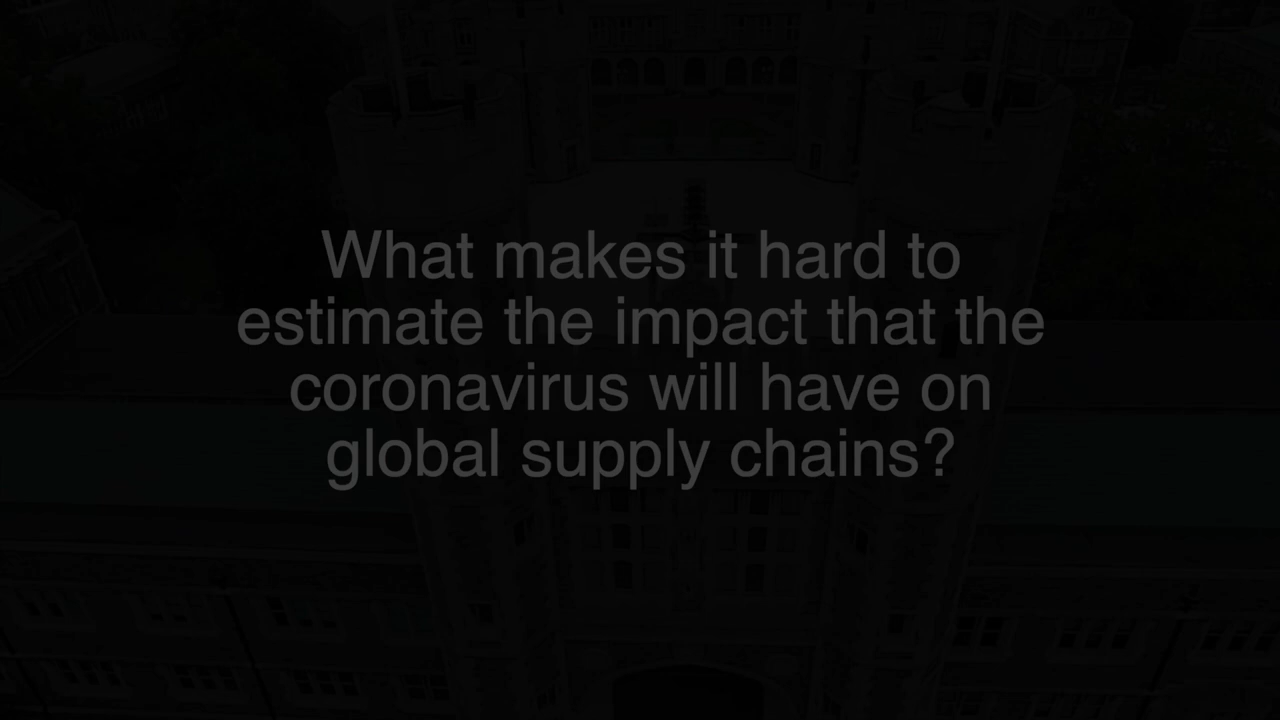 What makes it hard to
estimate the impact that the
coronavirus will have on
global supply chains?